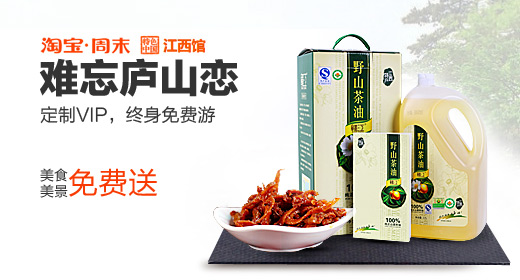 淘宝·周末 特色中国 江西馆
难忘庐山恋
定制VIP，终身免费游
美食
美景
免费送
野山茶油
野山茶油
100%
野山茶油
100%